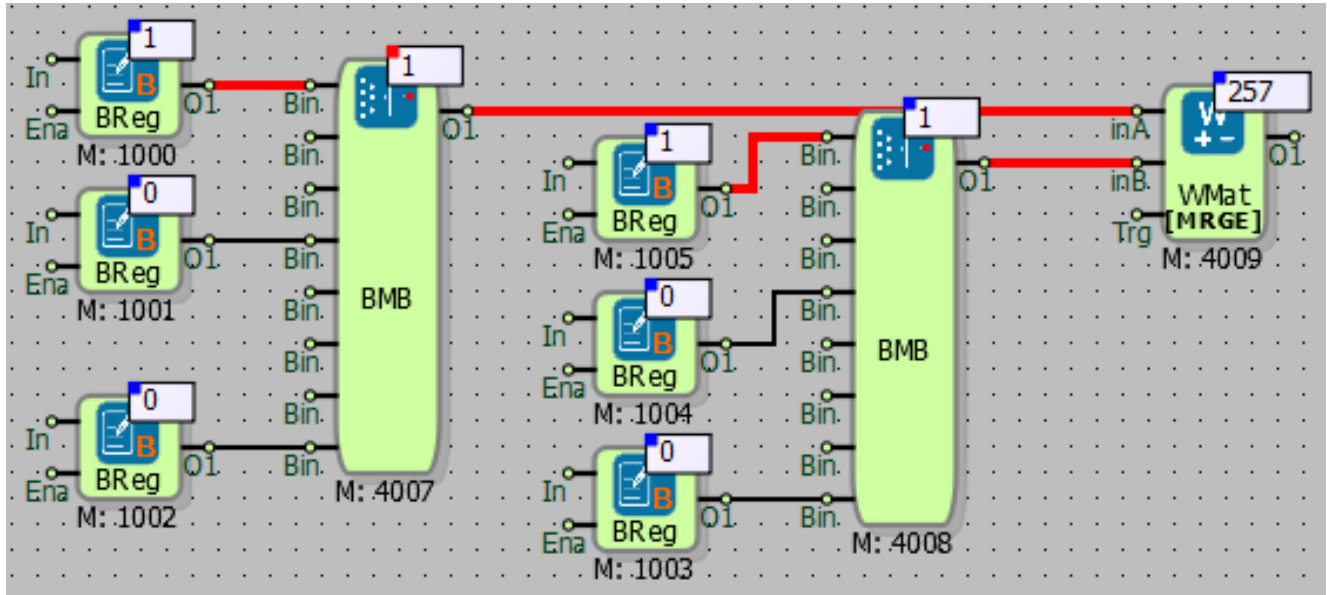 1
In
B
O1
Ena
BReg
M: 1000
0
In
B
O1
Ena
BReg
M: 1001
0
In
B
O1
Ena
BReg
M: 1002
1
Bin
Bin
Bin
Bin
Bin
Bin
Bin
Bin
BMB
O1
M: 4007
1
In
B
O1
Ena
BReg
M: 1005
0
In
B
O1
Ena
BReg
M: 1004
0
In
B
O1
Ena
BReg
M: 1003
1
Bin
Bin
Bin
Bin
Bin
Bin
Bin
Bin
BMB
O1
M: 4008
257
inA
W
+ -
O1
inB
WMat
Trg
[MRGE]
M: 4009